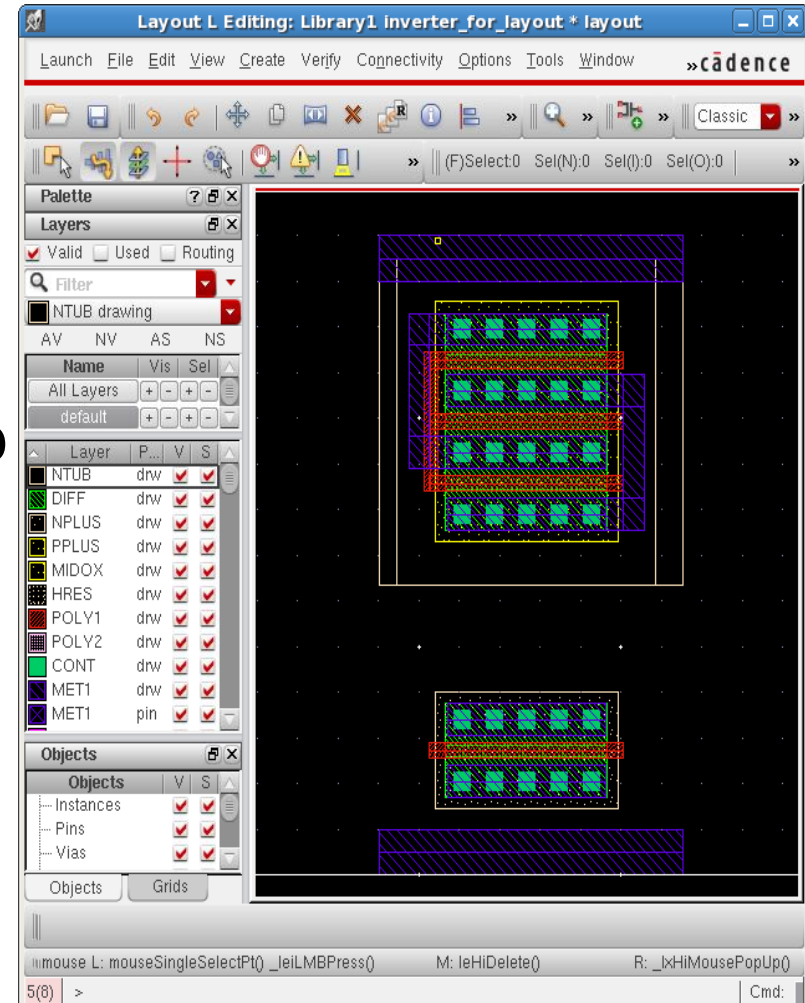 Layout L Editing: Library1 inverter_for_layout * layout
Launch File Edit View Create Verify Connectivity Options Tools Window » cādence
R » » » Classic »
» (F)Select:0 Sel(N):0 Sel(I):0 Sel(O):0 »
Palette ?
Layers
Valid Used Routing
Filter
NTUB drawing
AV NV AS NS
Name Vis Sel
All Layers + - + -
default + - + -
Layer P... V S
NTUB drw
DIFF drw
NPLUS drw
PPLUS drw
MIDOX drw
HRES drw
POLY1 drw
POLY2 drw
CONT drw
MET1 drw
MET1 pin
Objects
Objects V S
Instances
Pins
Vias
Objects Grids
mouse L: mouseSingleSelectPt() _leiLMBPress() M: leHiDelete() R: _lxHiMousePopUp()
5(8) > Cmd: